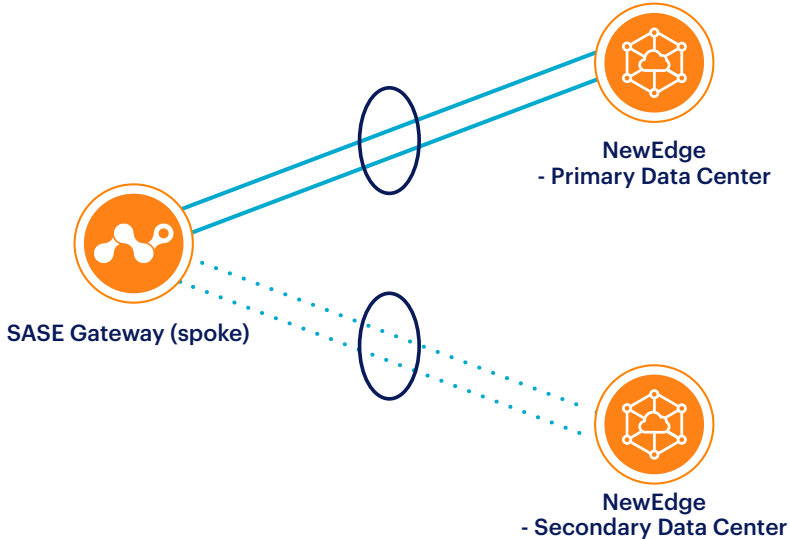 NewEdge
- Primary Data Center
SASE Gateway (spoke)
NewEdge
- Secondary Data Center